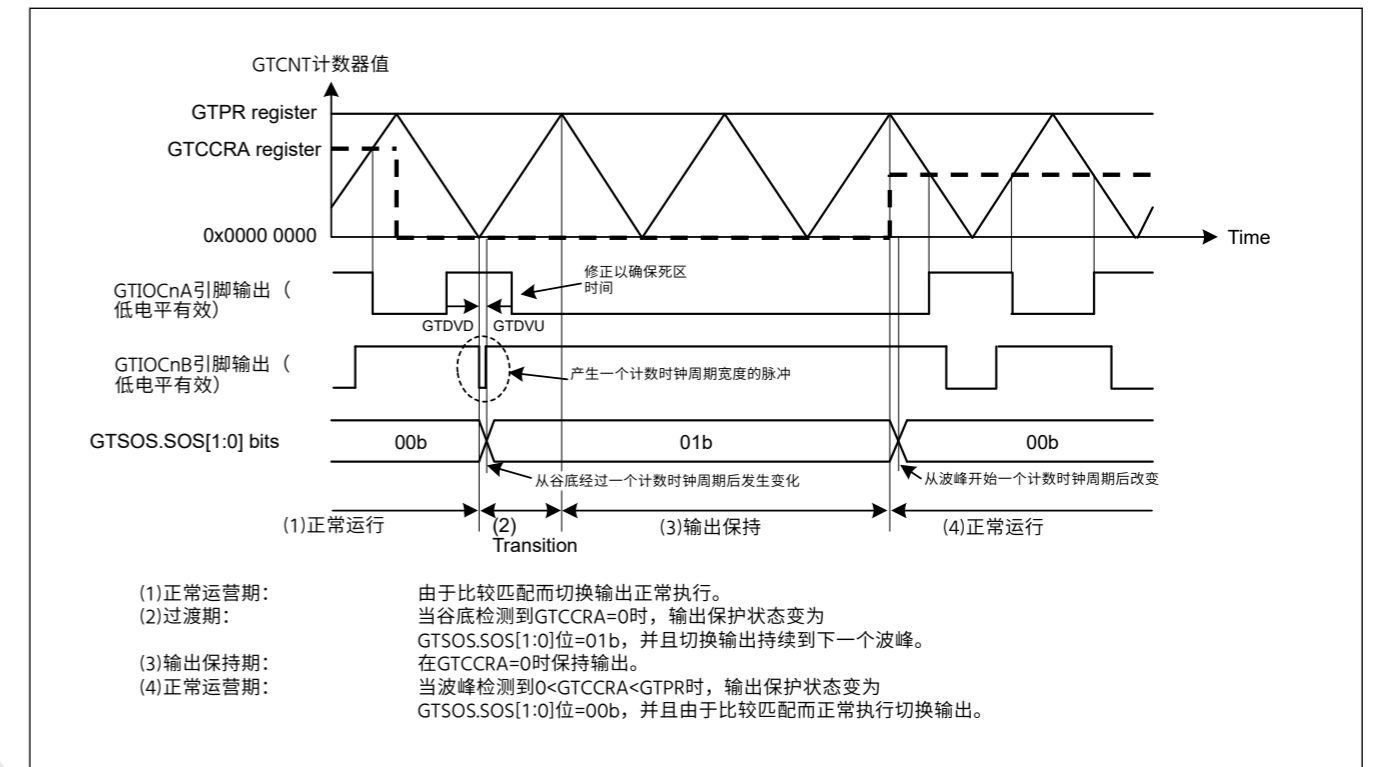 GTCNT计数器值
GTPR register
GTCCRA register
0x0000 0000
Time
GTIOCnA引脚输出（
低电平有效）
修正以确保死区
时间
GTDVD
GTDVU
GTIOCnB引脚输出（
低电平有效）
产生一个计数时钟周期宽度的脉冲
GTSOS.SOS[1:0] bits
00b
01b
00b
从谷底经过一个计数时钟周期后发生变化
从波峰开始一个计数时钟周期后改变
(1)正常运行
(2)
Transition
(3)输出保持
(4)正常运行
(1)正常运营期：
由于比较匹配而切换输出正常执行。
(2)过渡期：
当谷底检测到GTCCRA=0时，输出保护状态变为
GTSOS.SOS[1:0]位=01b，并且切换输出持续到下一个波峰。
(3)输出保持期：
在GTCCRA=0时保持输出。
(4)正常运营期：
当波峰检测到0<GTCCRA<GTPR时，输出保护状态变为
GTSOS.SOS[1:0]位=00b，并且由于比较匹配而正常执行切换输出。